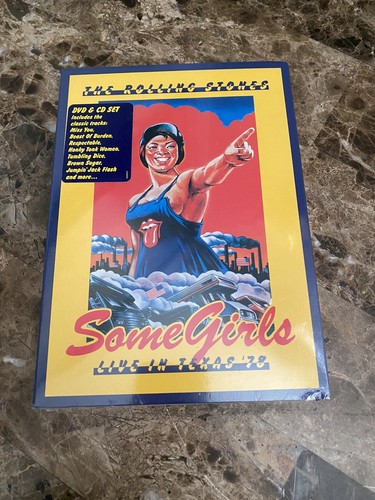 THE ROLLING STONES
DVD & CD SET
Includes the
classic tracks:
Miss You,
Beast Of Burden,
Respectable,
Honky Tonk Women,
Tumbling Dice,
Brown Sugar,
Jumpin' Jack Flash
and more...
Some Girls
LIVE IN TEXAS '78